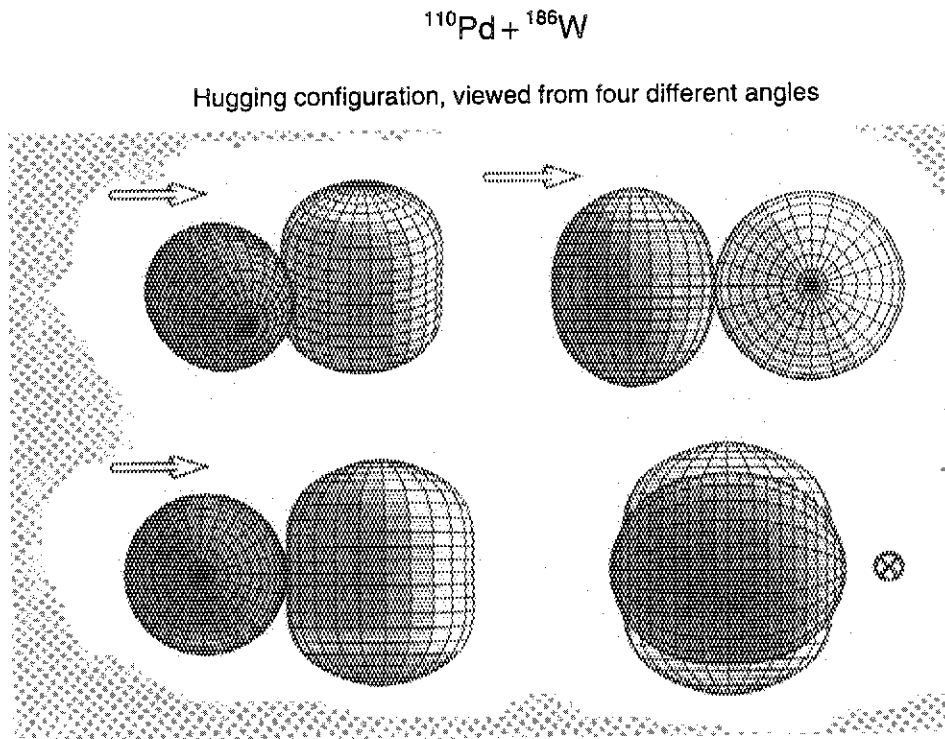 ¹¹⁰Pd + ¹⁸⁶W
Hugging configuration, viewed from four different angles